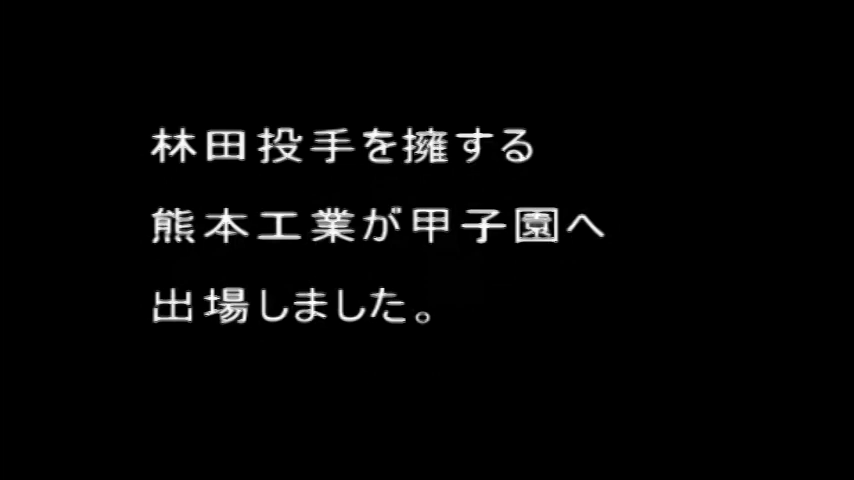 林田投手を擁する
熊本工業が甲子園へ
出場しました。